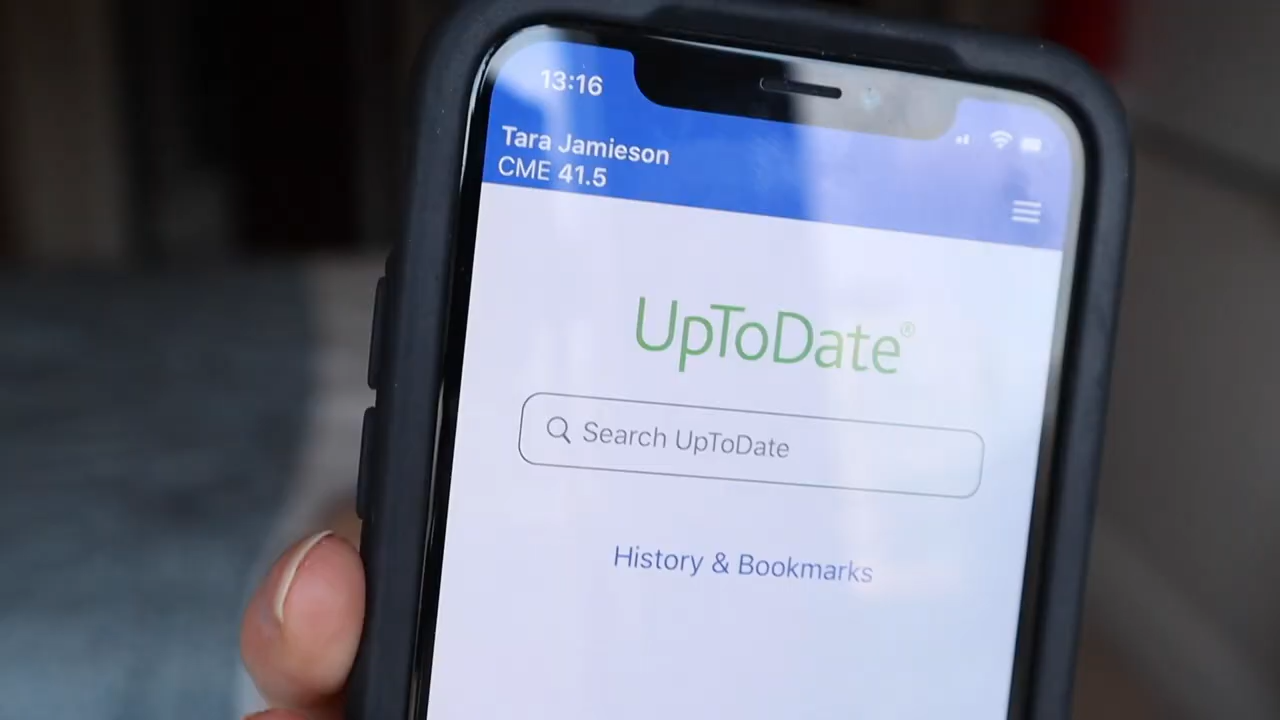 13:16
Tara Jamieson
CME 41.5
UpToDate®
Search UpToDate
History & Bookmarks